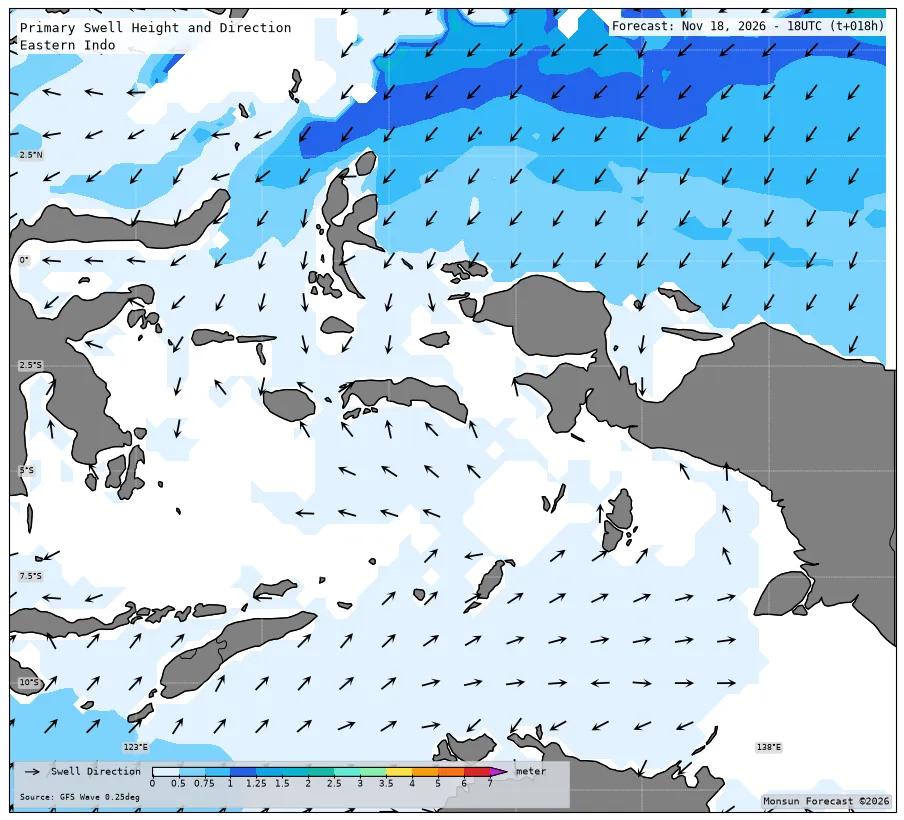 Primary Swell Height and Direction
Eastern Indo
Forecast: Nov 18, 2026 - 18UTC (t+018h)
2.5°N
0°
2.5°S
5°S
7.5°S
10°S
123°E
138°E
Swell Direction
0 0.5 0.75 1 1.25 1.5 2 2.5 3 3.5 4 5 6 7
meter
Source: GFS Wave 0.25deg
Monsun Forecast ©2026